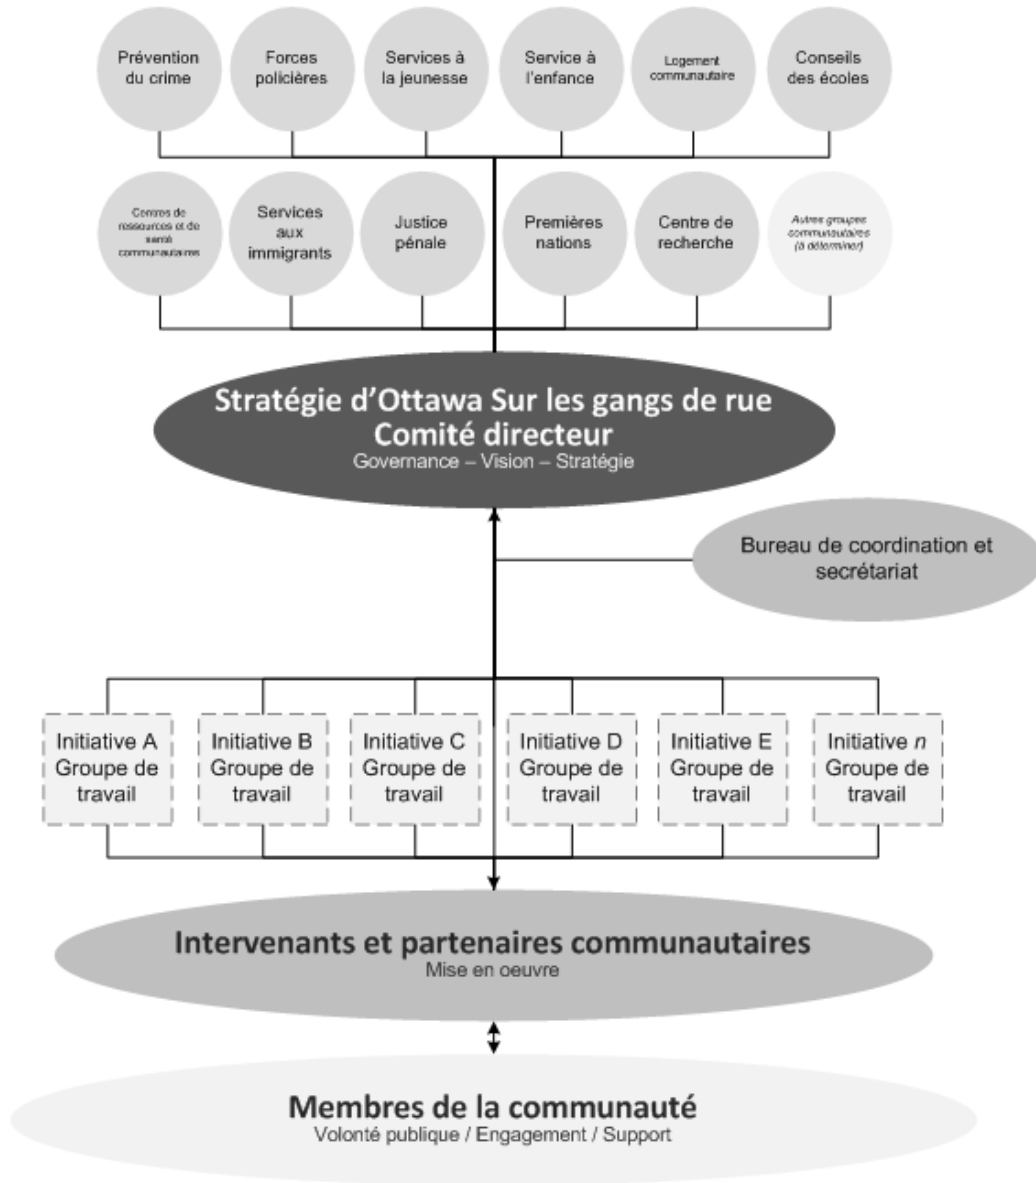 Prévention
du crime
Forces
policières
Services à
la jeunesse
Service à
l'enfance
Logement
communautaire
Conseils
des écoles
Centres de
ressources et de
santé
communautaires
Services
aux
immigrants
Justice
pénale
Premières
nations
Centre de
recherche
Autres groupes
communautaires
(à déterminer)
Stratégie d'Ottawa Sur les gangs de rue
Comité directeur
Governance – Vision – Stratégie
Bureau de coordination et
secrétariat
Initiative A
Groupe de
travail
Initiative B
Groupe de
travail
Initiative C
Groupe de
travail
Initiative D
Groupe de
travail
Initiative E
Groupe de
travail
Initiative n
Groupe de
travail
Intervenants et partenaires communautaires
Mise en oeuvre
Membres de la communauté
Volonté publique / Engagement / Support